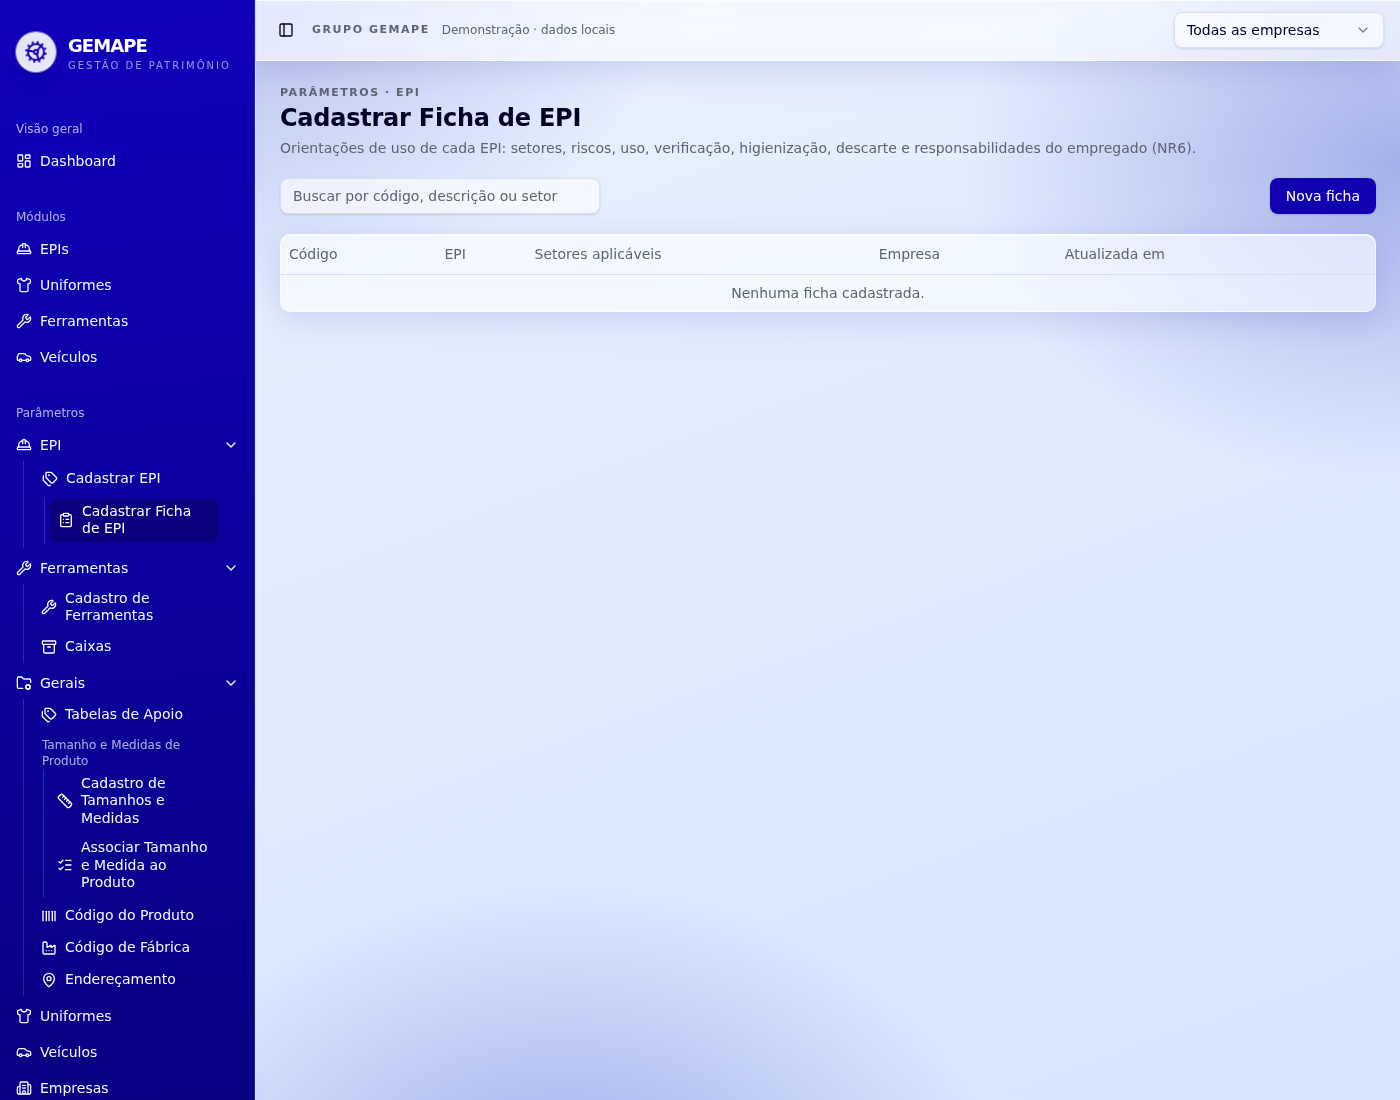 GEMAPE
GESTÃO DE PATRIMÔNIO
Visão geral
Dashboard
Módulos
EPIs
Uniformes
Ferramentas
Veículos
Parâmetros
EPI
Cadastrar EPI
Cadastrar Ficha
de EPI
Ferramentas
Cadastro de
Ferramentas
Caixas
Gerais
Tabelas de Apoio
Tamanho e Medidas de
Produto
Cadastro de
Tamanhos e
Medidas
Associar Tamanho
e Medida ao
Produto
Código do Produto
Código de Fábrica
Endereçamento
Uniformes
Veículos
Empresas
GRUPO GEMAPE Demonstração · dados locais
Todas as empresas
PARÂMETROS · EPI
Cadastrar Ficha de EPI
Orientações de uso de cada EPI: setores, riscos, uso, verificação, higienização, descarte e responsabilidades do empregado (NR6).
Buscar por código, descrição ou setor
Nova ficha
Código EPI Setores aplicáveis Empresa Atualizada em
Nenhuma ficha cadastrada.